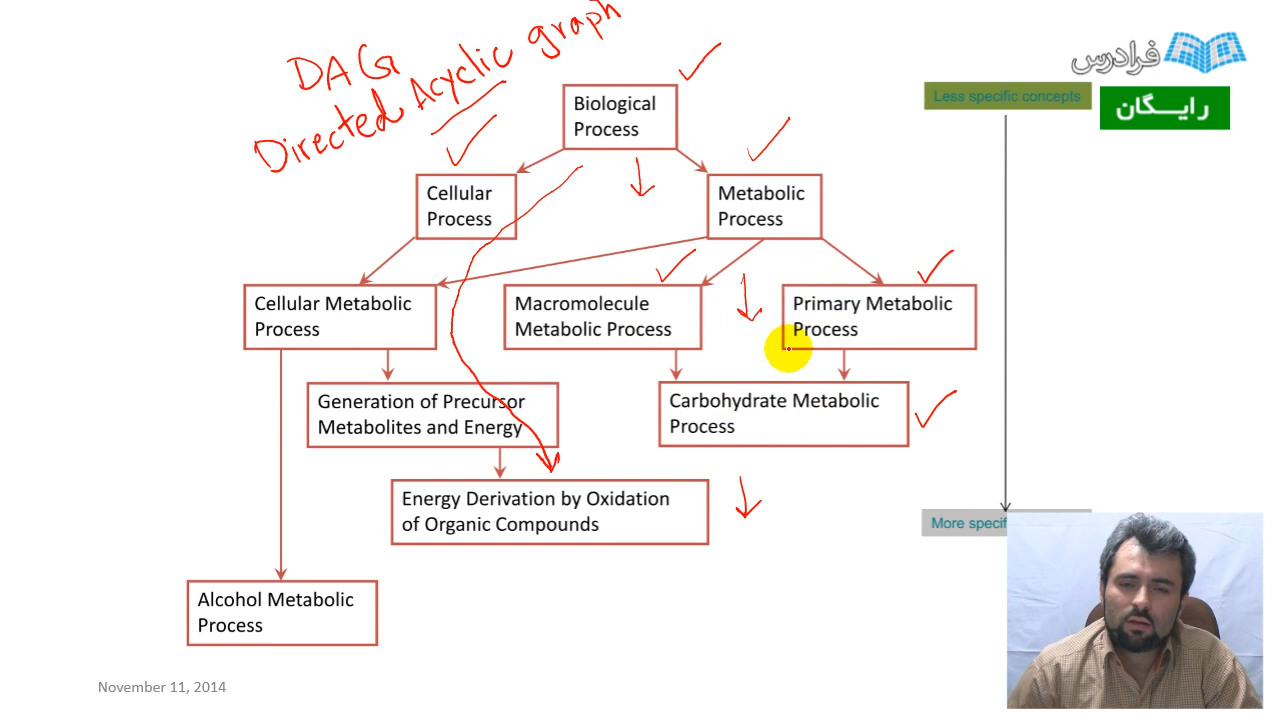 DAG
Directed Acyclic graph
فرادرس
رایـــگان
Less specific concepts
Biological
Process
Cellular
Process
Metabolic
Process
Cellular Metabolic
Process
Macromolecule
Metabolic Process
Primary Metabolic
Process
Generation of Precursor
Metabolites and Energy
Carbohydrate Metabolic
Process
Energy Derivation by Oxidation
of Organic Compounds
More specif
Alcohol Metabolic
Process
November 11, 2014